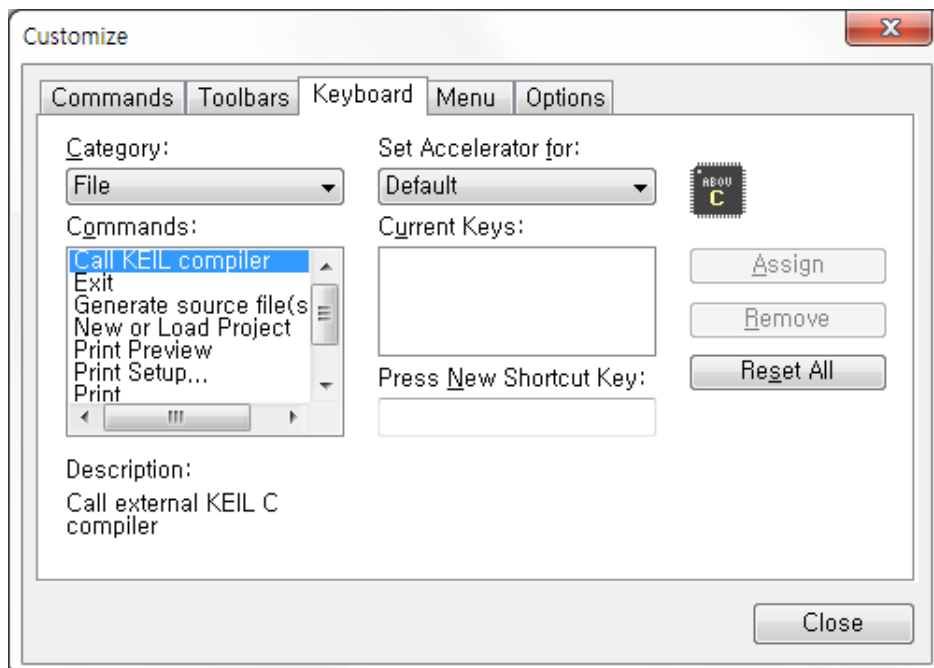 Customize
Commands Toolbars Keyboard Menu Options
Category:
File
Set Accelerator for:
Default
ABOV
C
Commands:
Call KEIL compiler
Exit
Generate source file(s
New or Load Project
Print Preview
Print Setup...
Print
Current Keys:
Press New Shortcut Key:
Assign
Remove
Reset All
Description:
Call external KEIL C
compiler
Close